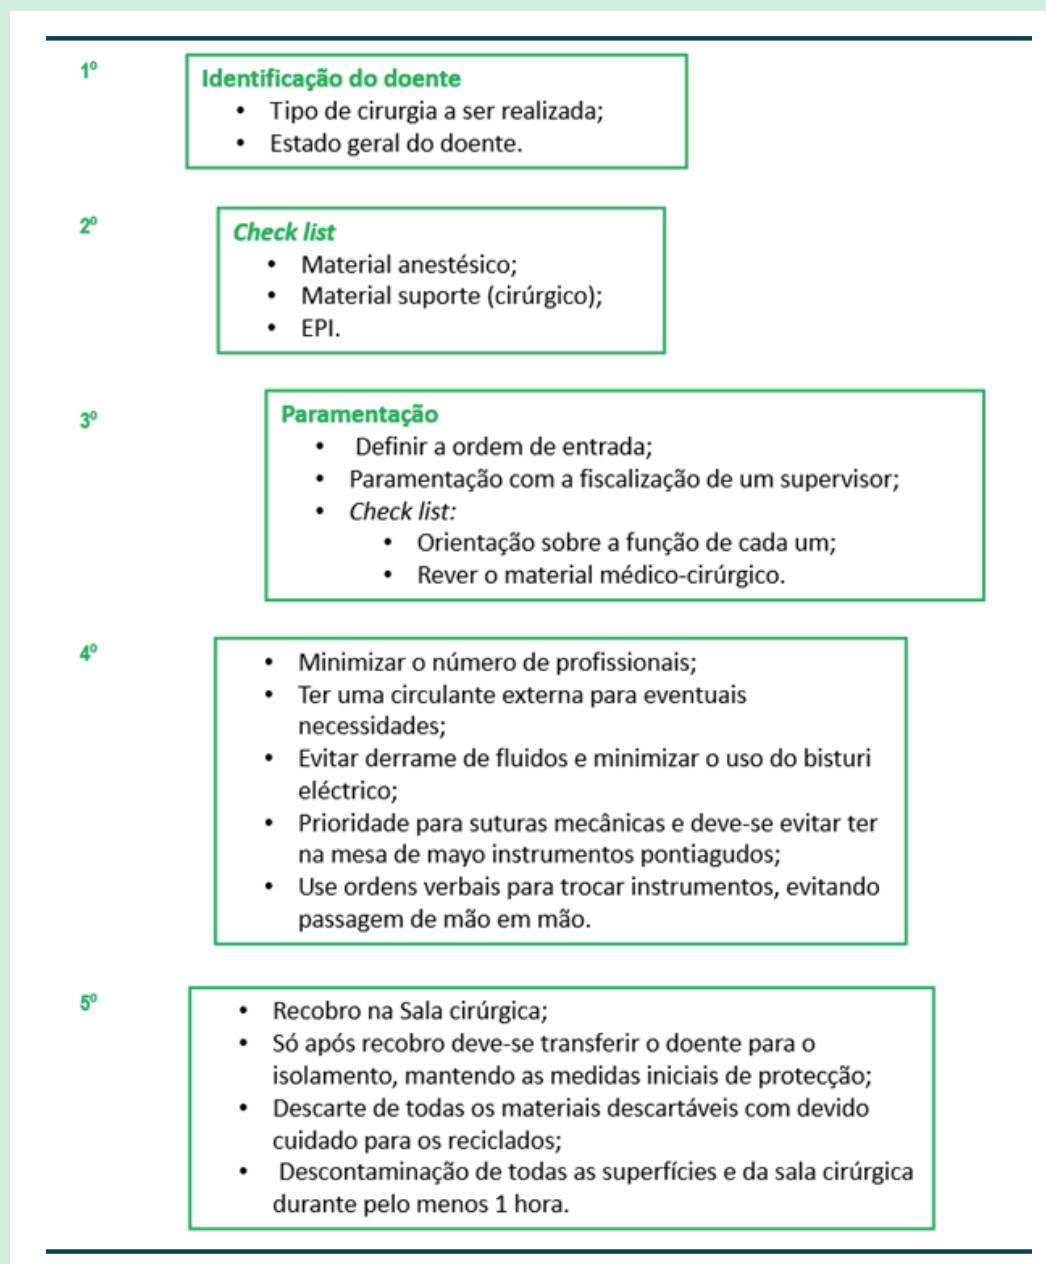 1º
Identificação do doente
• Tipo de cirurgia a ser realizada;
• Estado geral do doente.
2º
Check list
• Material anestésico;
• Material suporte (cirúrgico);
• EPI.
3º
Paramentação
• Definir a ordem de entrada;
• Paramentação com a fiscalização de um supervisor;
• Check list:
• Orientação sobre a função de cada um;
• Rever o material médico-cirúrgico.
4º
• Minimizar o número de profissionais;
• Ter uma circulante externa para eventuais
necessidades;
• Evitar derrame de fluidos e minimizar o uso do bisturi
eléctrico;
• Prioridade para suturas mecânicas e deve-se evitar ter
na mesa de mayo instrumentos pontiagudos;
• Use ordens verbais para trocar instrumentos, evitando
passagem de mão em mão.
5º
• Recobro na Sala cirúrgica;
• Só após recobro deve-se transferir o doente para o
isolamento, mantendo as medidas iniciais de protecção;
• Descarte de todas os materiais descartáveis com devido
cuidado para os reciclados;
• Descontaminação de todas as superfícies e da sala cirúrgica
durante pelo menos 1 hora.